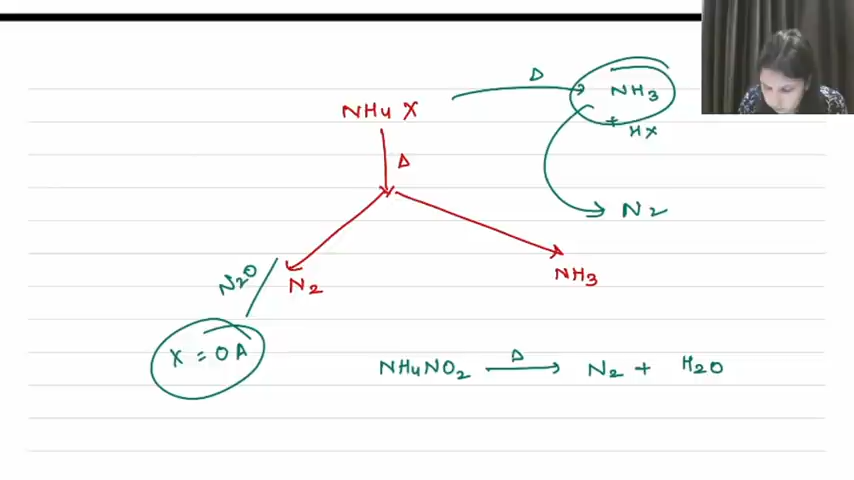 Δ
NH3
NH4 X
+ HX
Δ
N2
N2O
N2
NH3
X = OA
NH4NO2 Δ → N2 + H2O